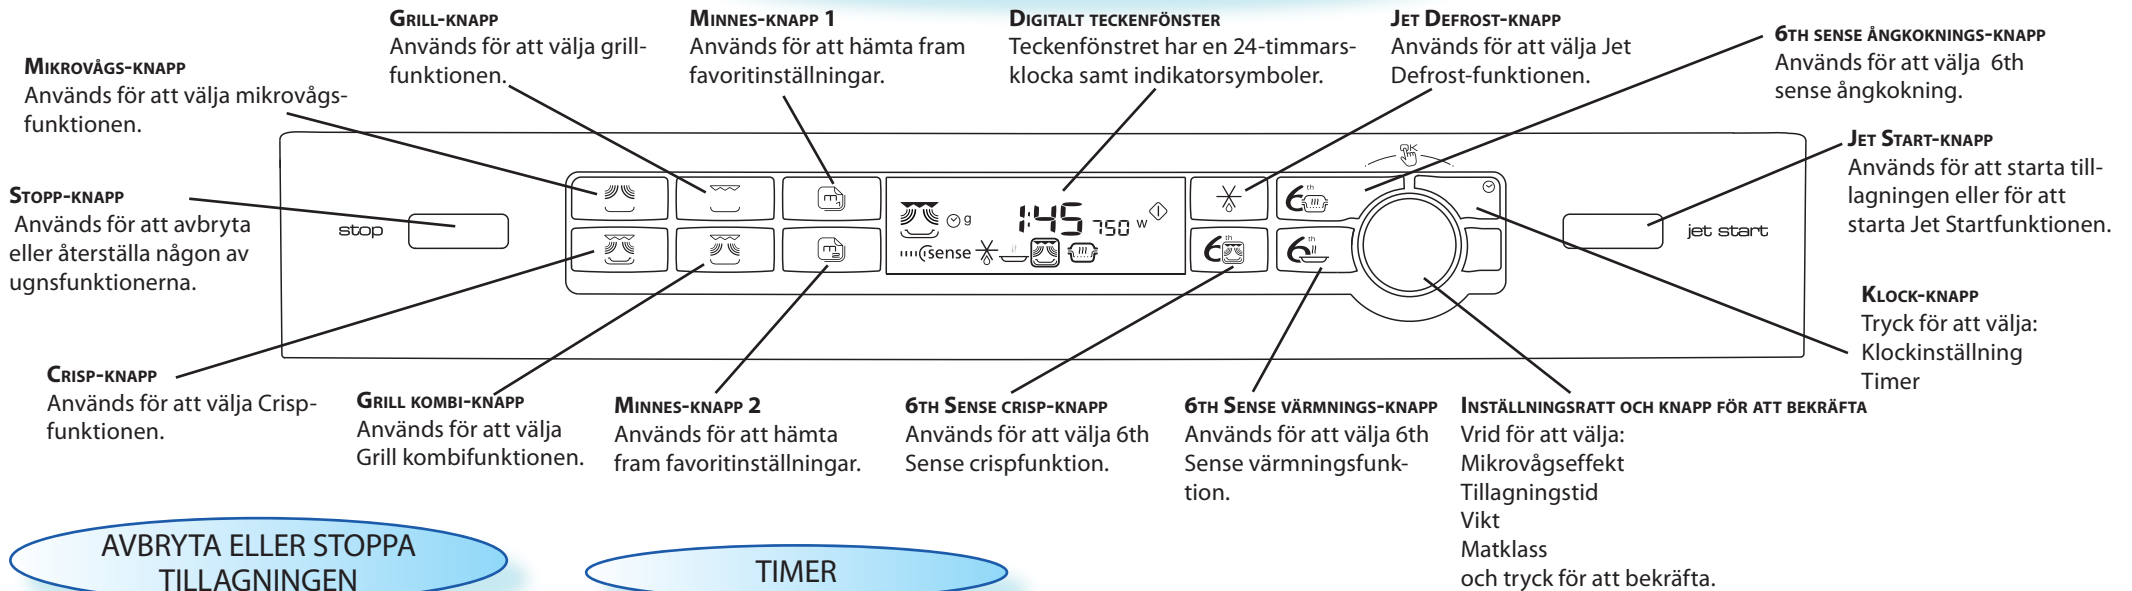 GRILL-KNAPP
Används för att välja grill-
funktionen.
MINNES-KNAPP 1
Används för att hämta fram
favoritinställningar.
DIGITALT TECKENFÖNSTER
Teckenfönstret har en 24-timmars-
klocka samt indikatorsymboler.
JET DEFROST-KNAPP
Används för att välja Jet
Defrost-funktionen.
6TH SENSE ÅNGKOKNINGS-KNAPP
Används för att välja 6th
sense ångkokning.
MIKROVÅGS-KNAPP
Används för att välja mikrovågs-
funktionen.
JET START-KNAPP
Används för att starta till-
lagningen eller för att
starta Jet Startfunktionen.
STOPP-KNAPP
Används för att avbryta
eller återställa någon av
ugnsfunktionerna.
OK
stop
m1
g
1:45
750 W
6th
jet start
m2
sense
6th
6th
KLOCK-KNAPP
Tryck för att välja:
Klockinställning
Timer
CRISP-KNAPP
Används för att välja Crisp-
funktionen.
GRILL KOMBI-KNAPP
Används för att välja
Grill kombifunktionen.
MINNES-KNAPP 2
Används för att hämta
fram favoritinställningar.
6TH SENSE CRISP-KNAPP
Används för att välja 6th
Sense crispfunktion.
6TH SENSE VÄRMNINGS-KNAPP
Används för att välja 6th
Sense värmningsfunk-
tion.
INSTÄLLNINGSRATT OCH KNAPP FÖR ATT BEKRÄFTA
Vrid för att välja:
Mikrovågseffekt
Tillagningstid
Vikt
Matklass
och tryck för att bekräfta.
AVBRYTA ELLER STOPPA
TILLAGNINGEN
TIMER